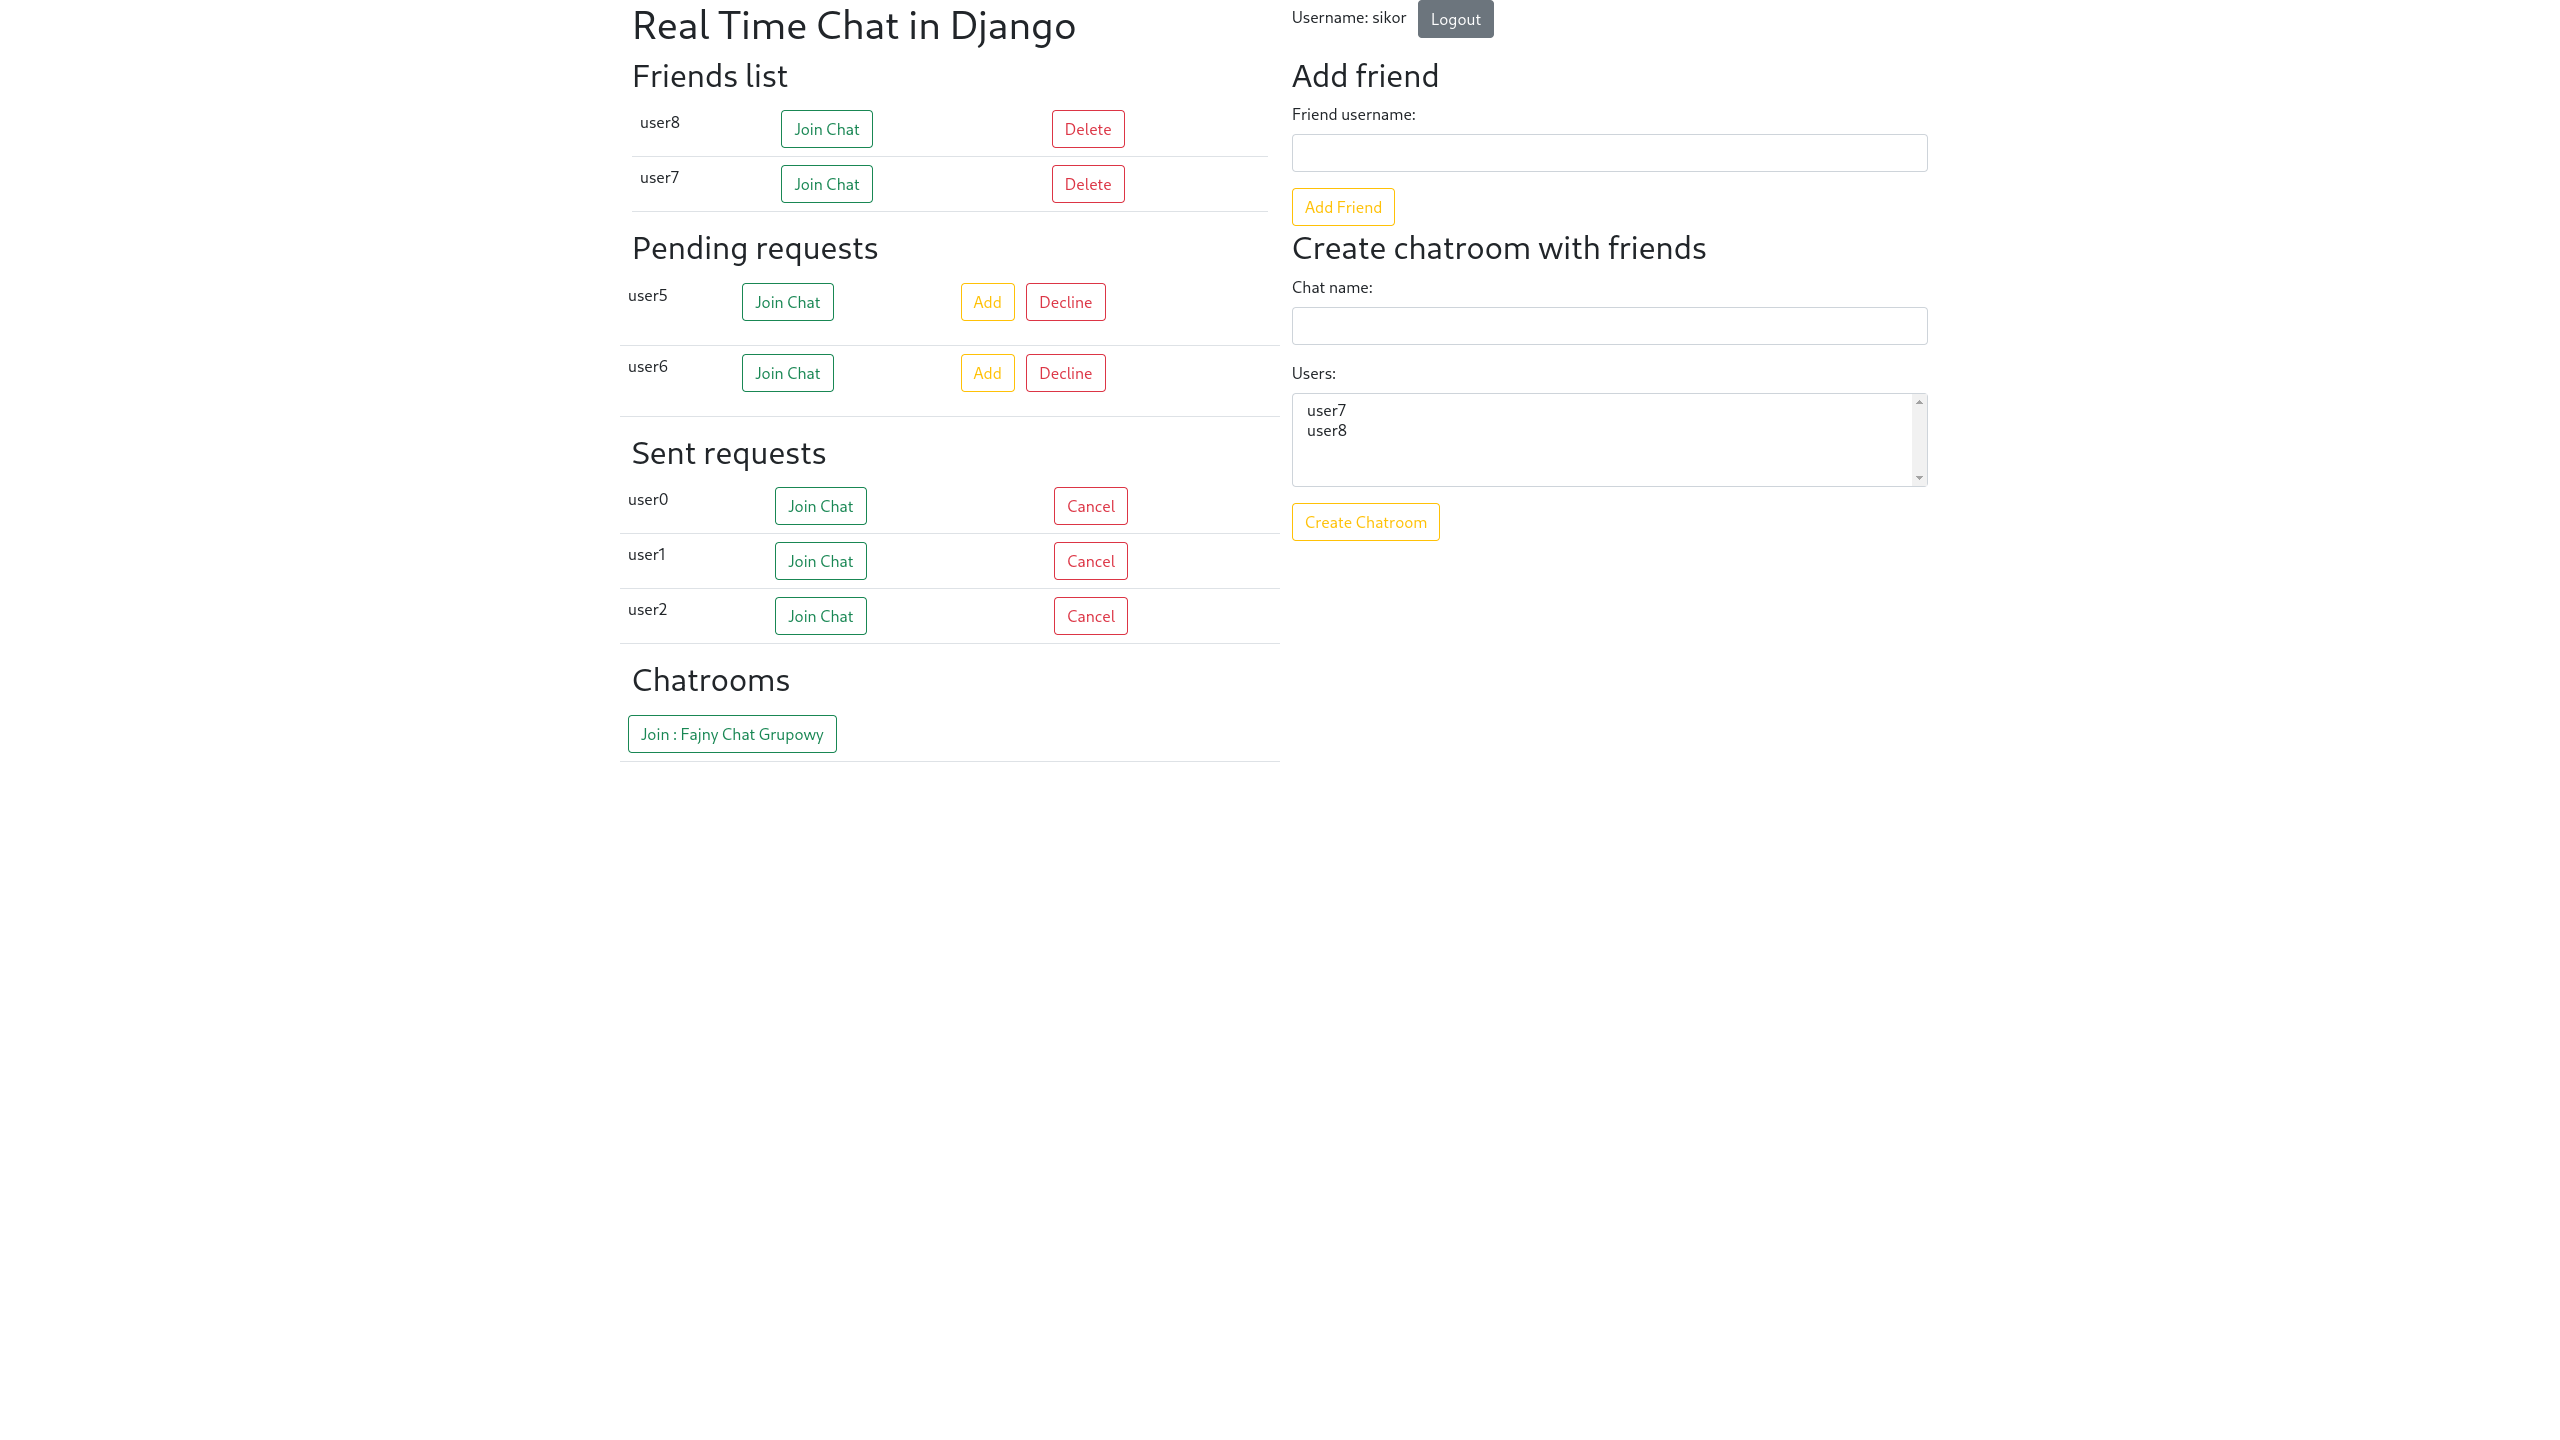 Real Time Chat in Django
Username: sikor Logout
Friends list
user8 Join Chat Delete
user7 Join Chat Delete
Pending requests
user5 Join Chat Add Decline
user6 Join Chat Add Decline
Sent requests
user0 Join Chat Cancel
user1 Join Chat Cancel
user2 Join Chat Cancel
Chatrooms
Join : Fajny Chat Grupowy
Add friend
Friend username:
Add Friend
Create chatroom with friends
Chat name:
Users:
user7
user8
Create Chatroom